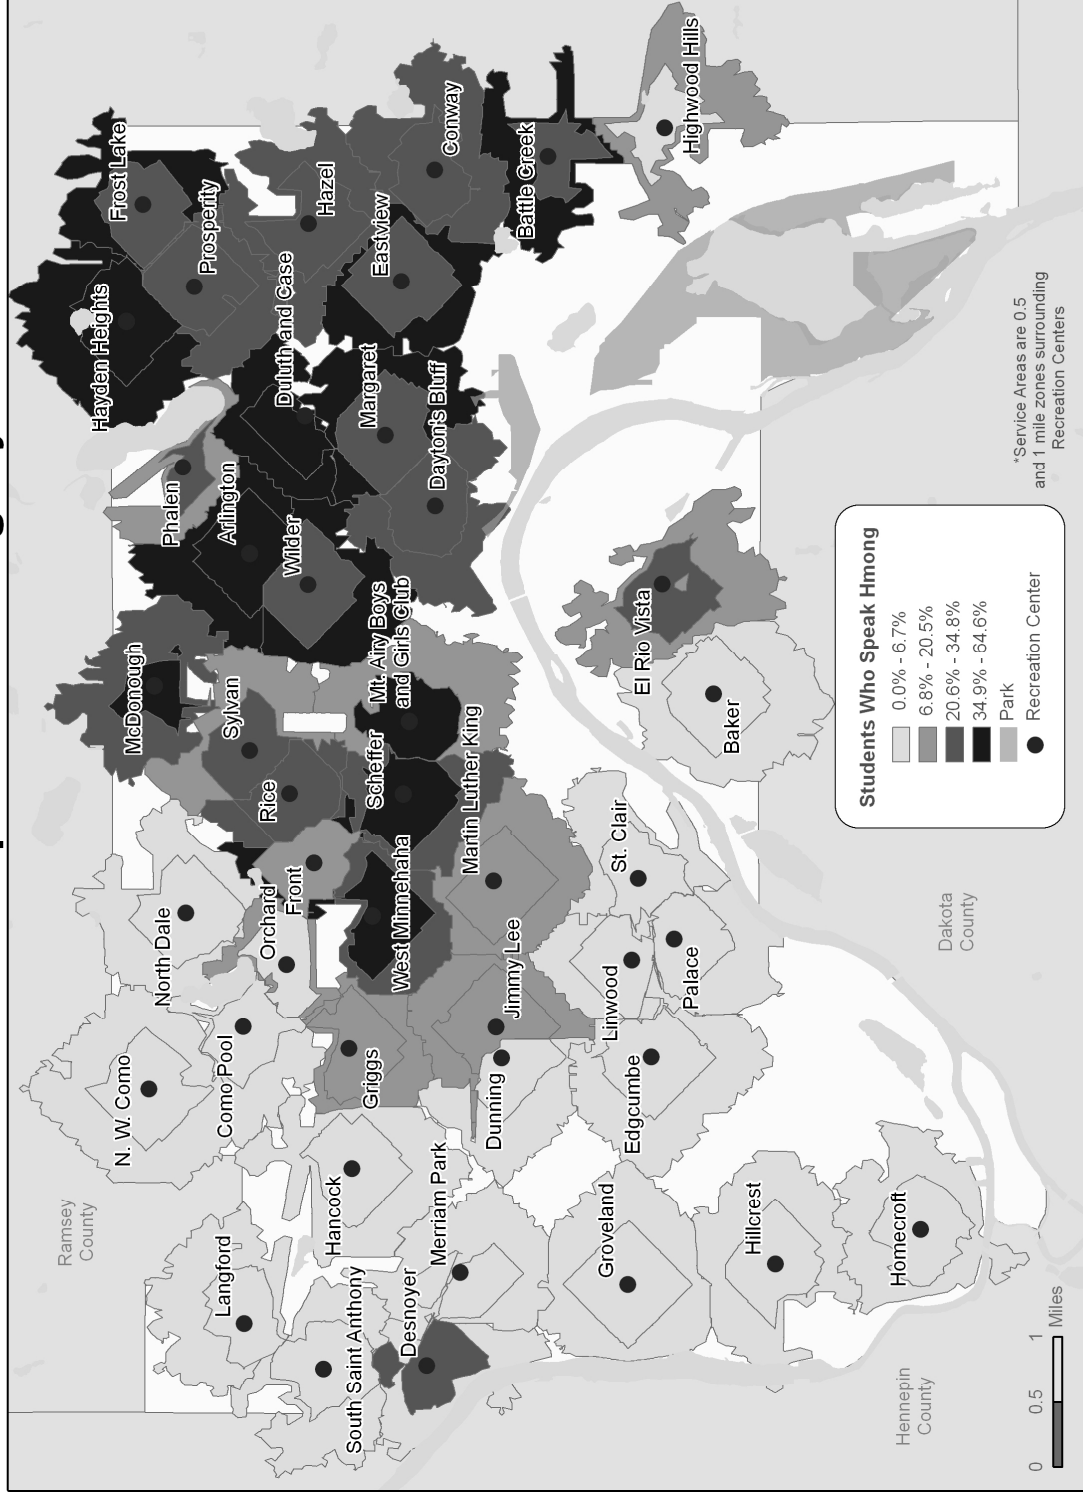 Ramsey
County
N. W. Como
North Dale
McDonough
Phalen
Hayden Heights
Frost Lake
Langford
Como Pool
Orchard
Front
Rice
Sylvan
Arlington
Prosperity
South Saint Anthony
Hancock
Griggs
Wilder
Duluth and Case
Hazel
Desnoyer
Merriam Park
West Minnehaha
Scheffer
Mt. Airy Boys
and Girls Club
Margaret
Eastview
Dunning
Jimmy Lee
Martin Luther King
Dayton's Bluff
Conway
Battle Creek
Groveland
Edgcumbe
Linwood
St. Clair
El Rio Vista
Highwood Hills
Hillcrest
Palace
Baker
Homecroft
Hennepin
County
Dakota
County
Students Who Speak Hmong
0.0% - 6.7%
6.8% - 20.5%
20.6% - 34.8%
34.9% - 64.6%
Park
Recreation Center
*Service Areas are 0.5
and 1 mile zones surrounding
Recreation Centers
0 0.5 1 Miles